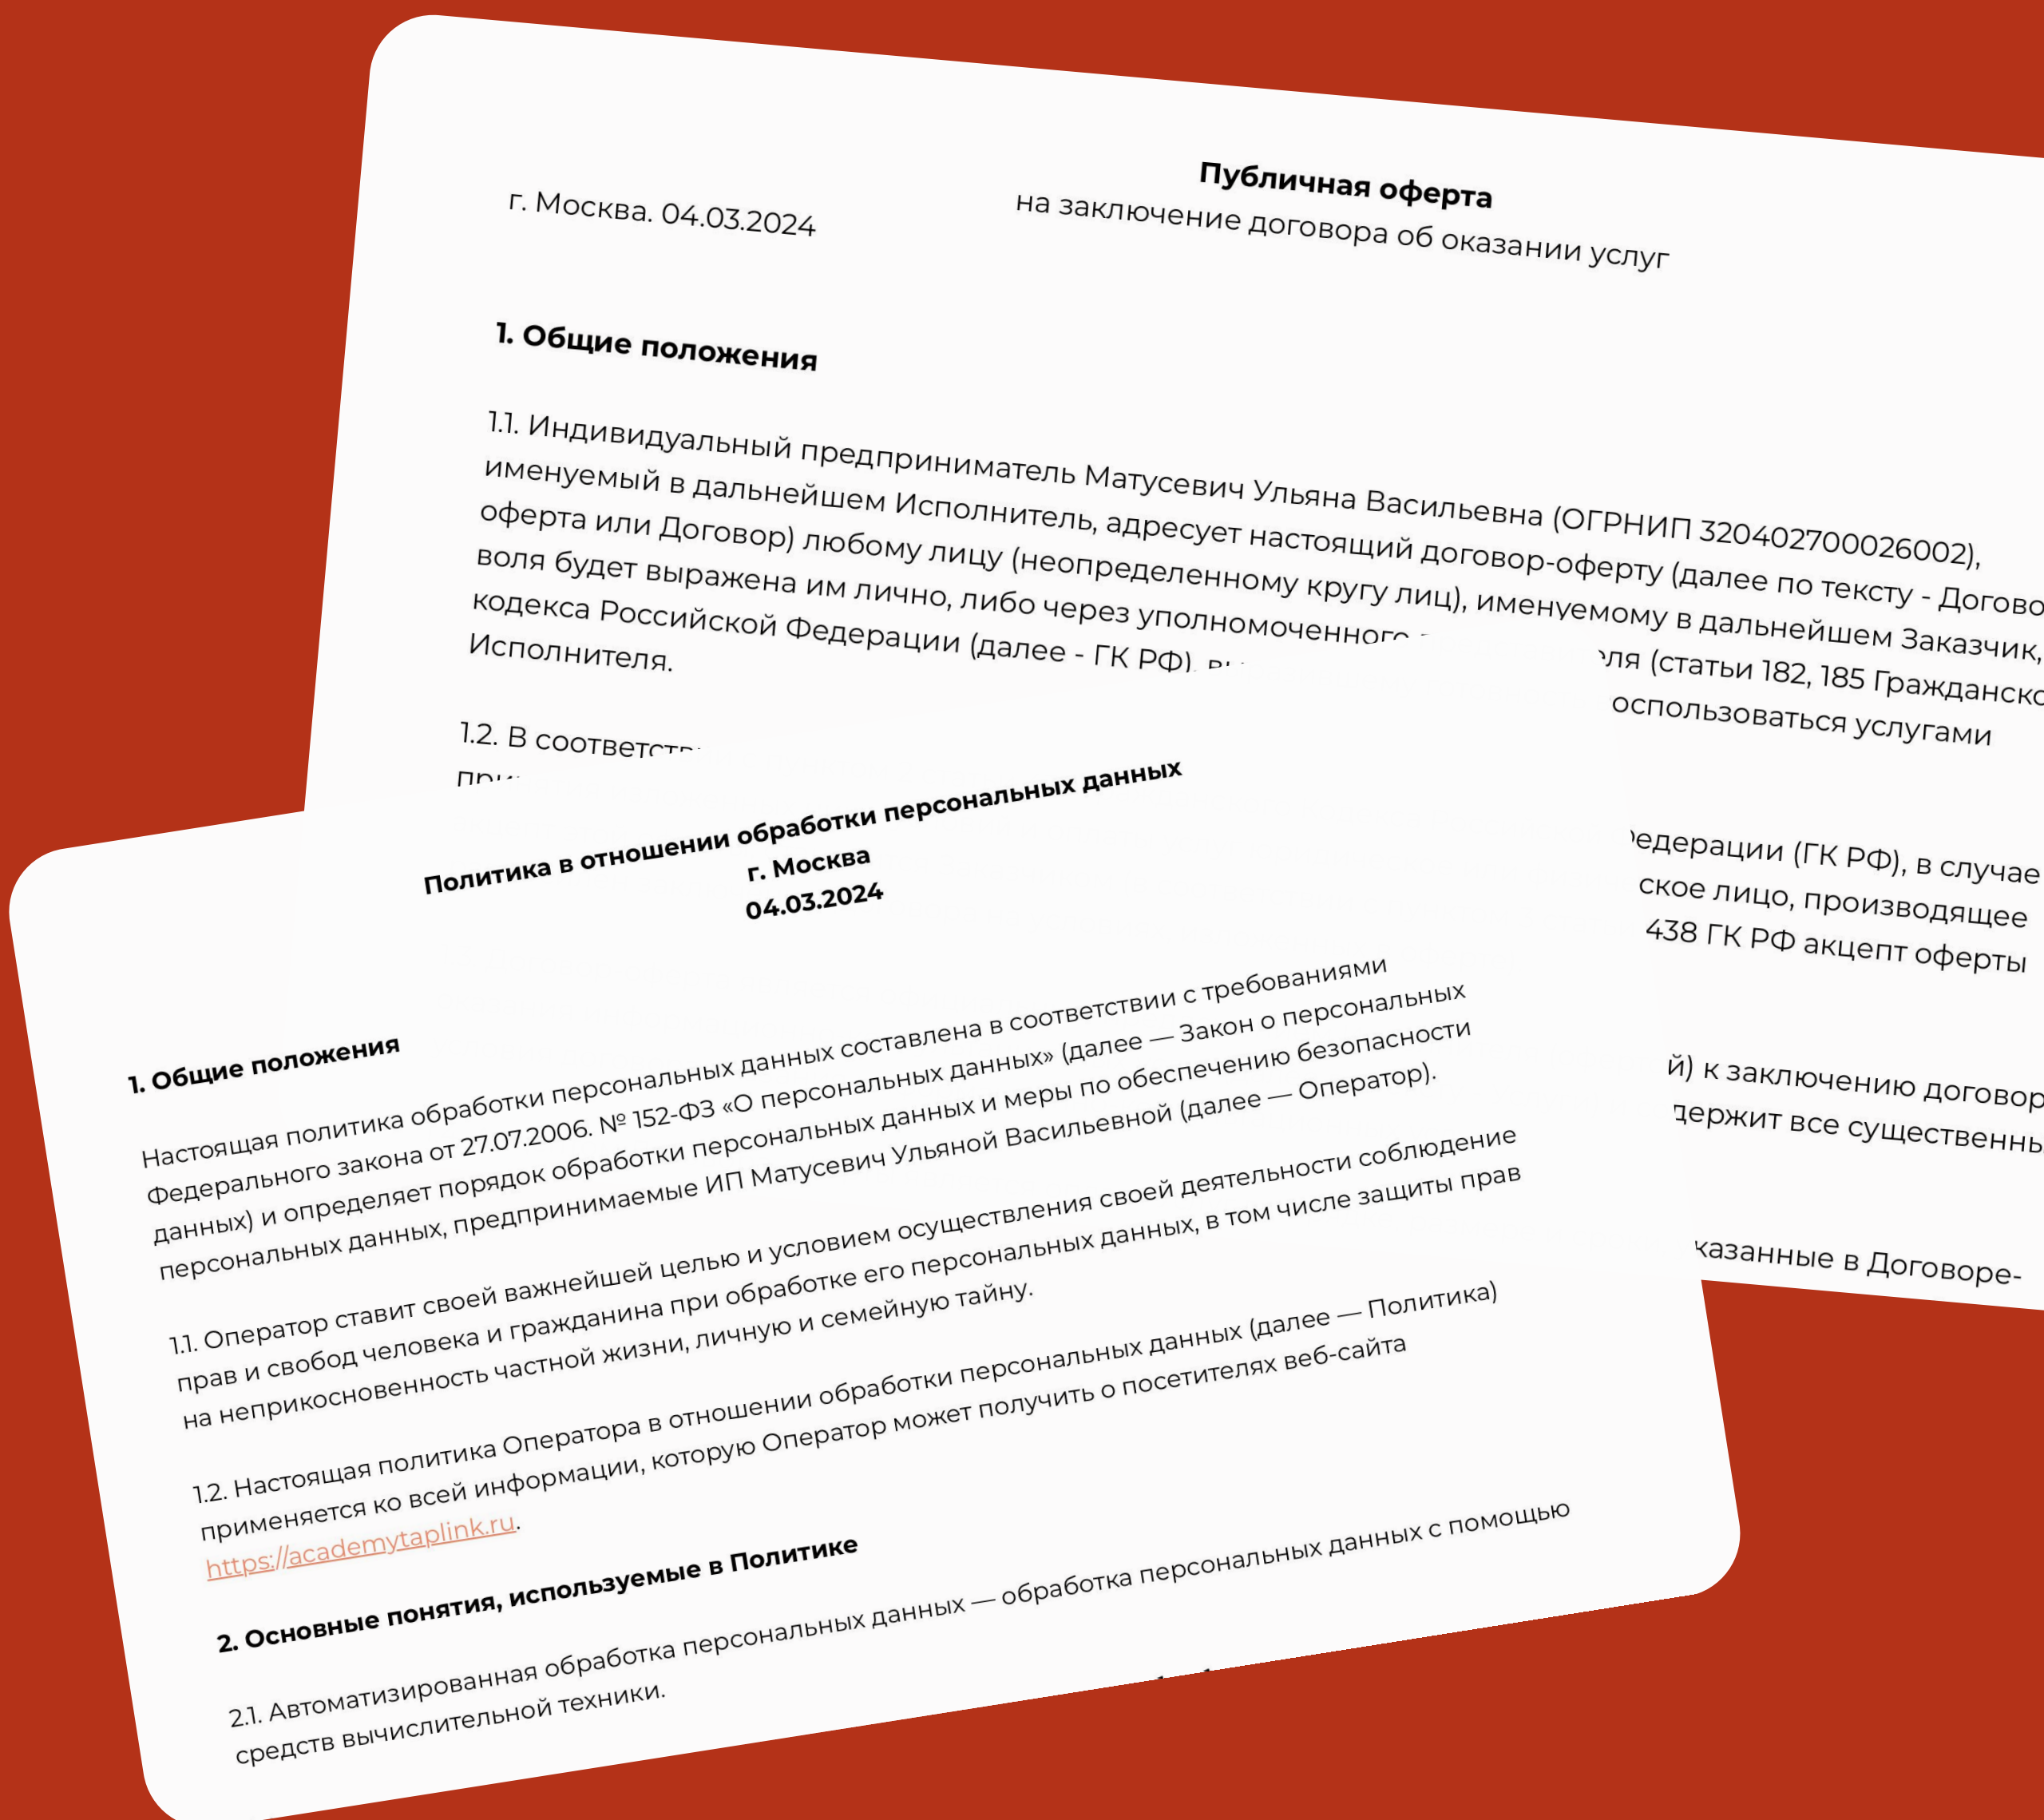 Публичная оферта
на заключение договора об оказании услуг
г. Москва. 04.03.2024
1. Общие положения
1.1. Индивидуальный предприниматель Матусевич Ульяна Васильевна (ОГРНИП 320402700026002),
именуемый в дальнейшем Исполнитель, адресует настоящий договор-оферту (далее по тексту - Догово
оферта или Договор) любому лицу (неопределенному кругу лиц), именуемому в дальнейшем Заказчик,
воля будет выражена им лично, либо через уполномоченного еля (статьи 182, 185 Гражданско
кодекса Российской Федерации (далее - ГК РФ), оспользоваться услугами
Исполнителя.
1.2. В соответств едерации (ГК РФ), в случае
ское лицо, производящее
438 ГК РФ акцепт оферты
й) к заключению договор
держит все существенны
казанные в Договоре-
Политика в отношении обработки персональных данных
г. Москва
04.03.2024
1. Общие положения
Настоящая политика обработки персональных данных составлена в соответствии с требованиями
Федерального закона от 27.07.2006. № 152-ФЗ «О персональных данных» (далее — Закон о персональных
данных) и определяет порядок обработки персональных данных и меры по обеспечению безопасности
персональных данных, предпринимаемые ИП Матусевич Ульяной Васильевной (далее — Оператор).
1.1. Оператор ставит своей важнейшей целью и условием осуществления своей деятельности соблюдение
прав и свобод человека и гражданина при обработке его персональных данных, в том числе защиты прав
на неприкосновенность частной жизни, личную и семейную тайну.
1.2. Настоящая политика Оператора в отношении обработки персональных данных (далее — Политика)
применяется ко всей информации, которую Оператор может получить о посетителях веб-сайта
https://academytaplink.ru.
2. Основные понятия, используемые в Политике
2.1. Автоматизированная обработка персональных данных — обработка персональных данных с помощью
средств вычислительной техники.